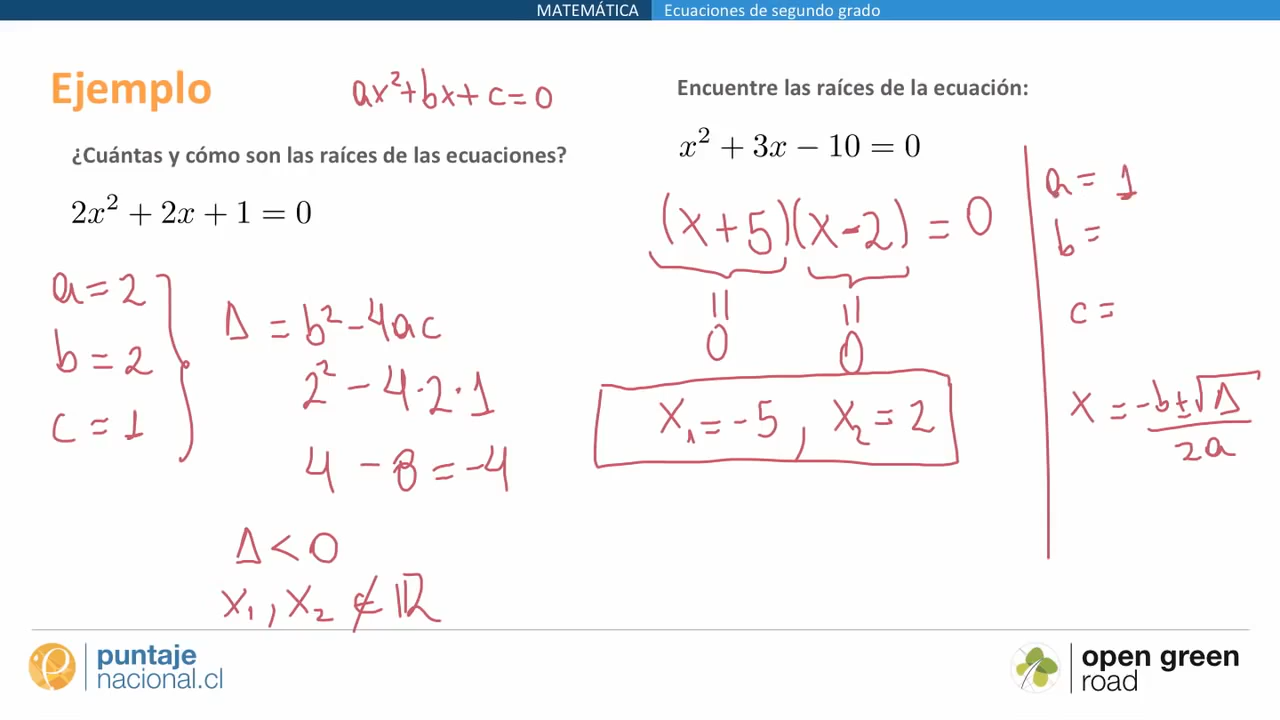 MATEMÁTICA Ecuaciones de segundo grado
Ejemplo
ax²+bx+c=0
¿Cuántas y cómo son las raíces de las ecuaciones?
2x² + 2x + 1 = 0
a=2
b=2
c=1
Δ = b²-4ac
2² - 4·2·1
4 - 8 = -4
Δ < 0
x₁, x₂ ∉ ℝ
Encuentre las raíces de la ecuación:
x² + 3x − 10 = 0
(x+5)(x-2) = 0
= =
0 0
x₁=-5, x₂=2
a= 1
b=
c=
x = -b±√Δ
2a
puntaje
nacional.cl
open green
road